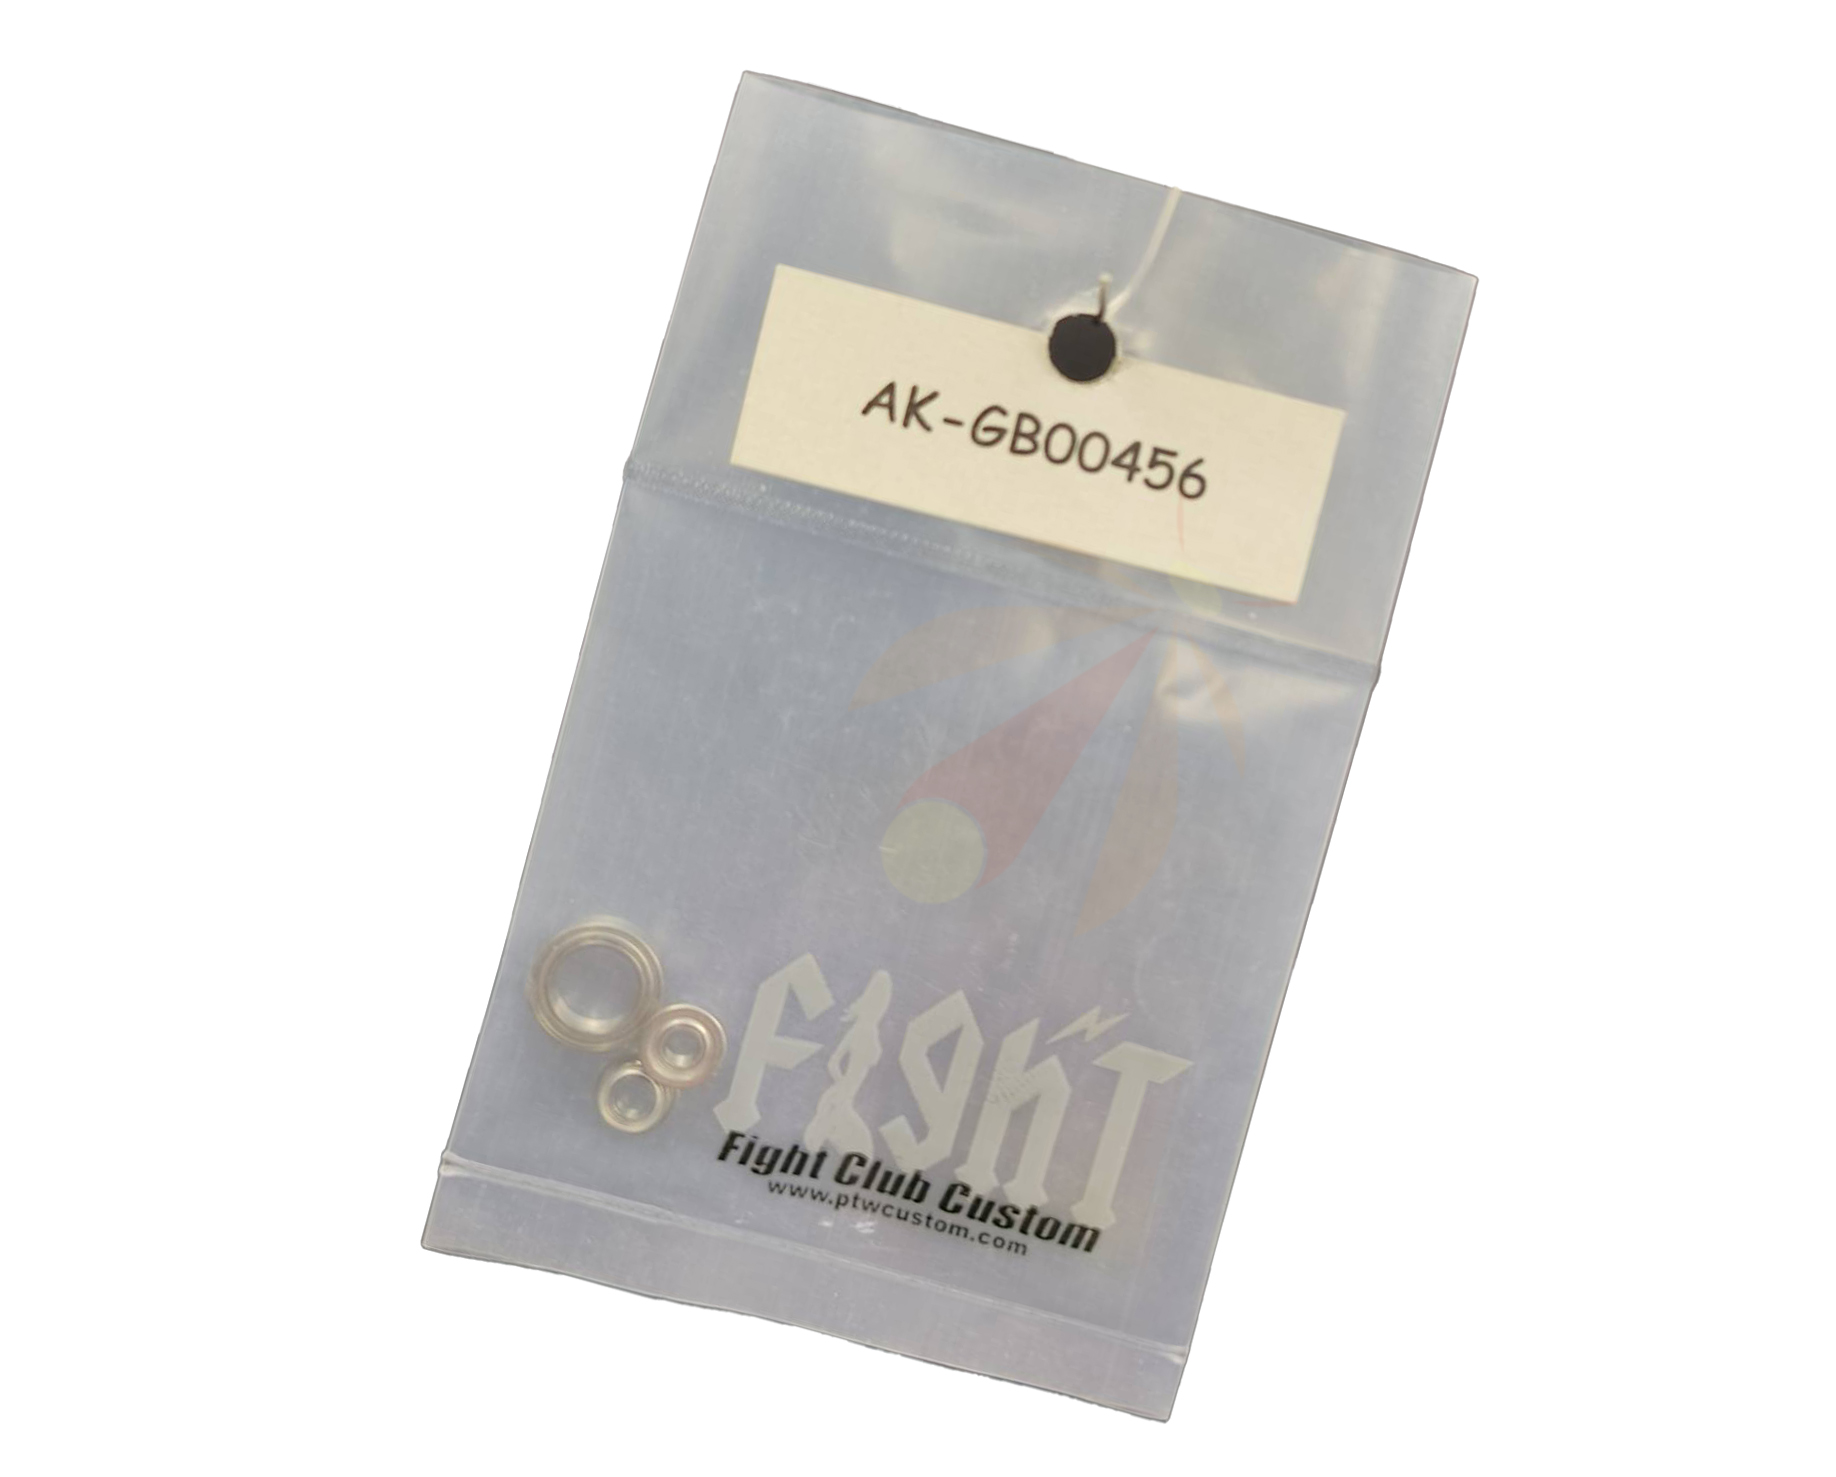 AK-GB00456
FIGHT
Fight Club Custom
www.ptwcustom.com